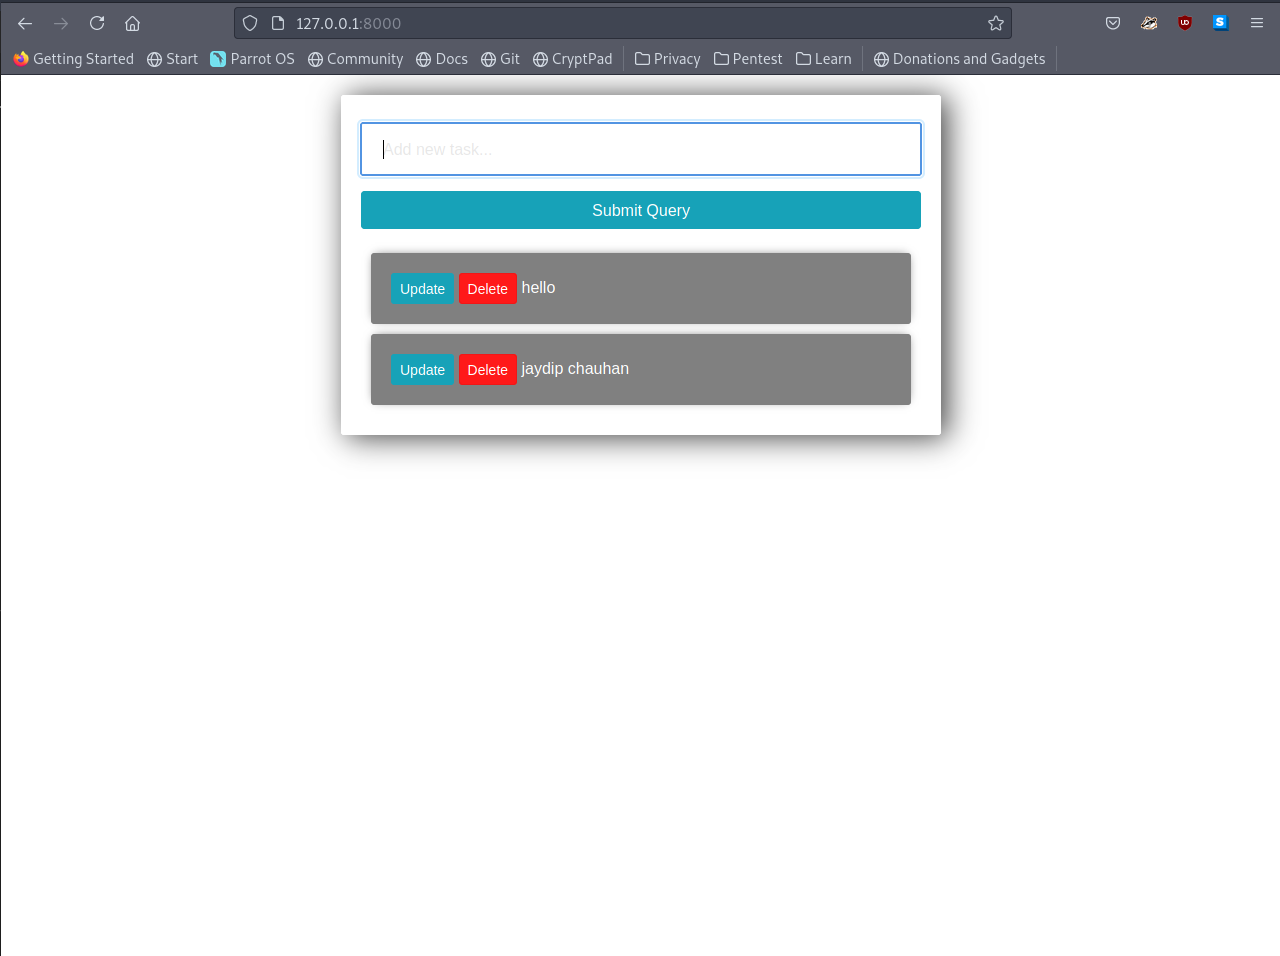 127.0.0.1:8000
Getting Started Start Parrot OS Community Docs Git CryptPad Privacy Pentest Learn Donations and Gadgets
Add new task...
Submit Query
Update Delete hello
Update Delete jaydip chauhan